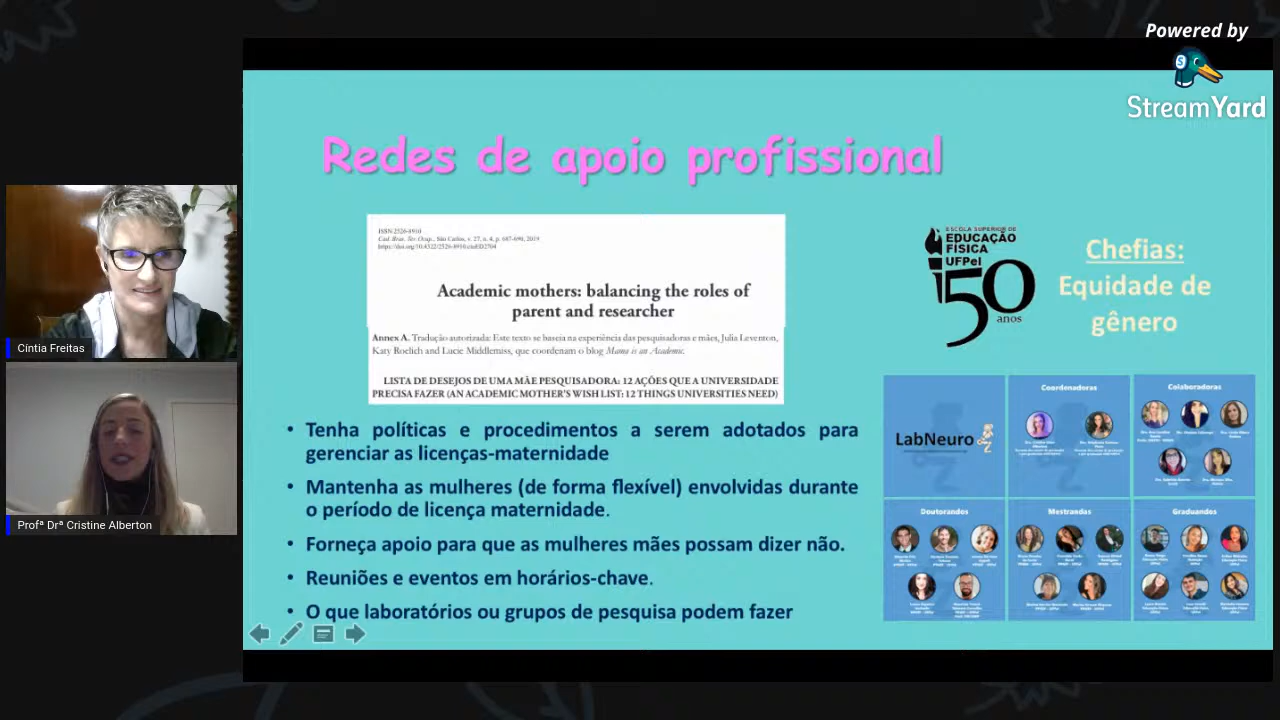 Powered by
StreamYard
Redes de apoio profissional
ISSN 2526-8910
Cad. Bras. Ter. Ocup., São Carlos, v. 27, n. 4, p. 687-690, 2019
Academic mothers: balancing the roles of
parent and researcher
Annex A. Tradução autorizada: Este texto se baseia na experiência das pesquisadoras e mães, Julia Leventon,
Katy Roelich and Lucie Middlemiss, que coordenam o blog Mama is an Academic.
LISTA DE DESEJOS DE UMA MÃE PESQUISADORA: 12 AÇÕES QUE A UNIVERSIDADE
PRECISA FAZER (AN ACADEMIC MOTHER'S WISH LIST: 12 THINGS UNIVERSITIES NEED)
• Tenha políticas e procedimentos a serem adotados para
gerenciar as licenças-maternidade
• Mantenha as mulheres (de forma flexível) envolvidas durante
o período de licença maternidade.
• Forneça apoio para que as mulheres mães possam dizer não.
• Reuniões e eventos em horários-chave.
• O que laboratórios ou grupos de pesquisa podem fazer
ESCOLA SUPERIOR DE
EDUCAÇÃO
FÍSICA
UFPel
50
anos
Chefias:
Equidade de
gênero
LabNeuro
Coordenadoras
Colaboradoras
Doutorandos
Mestrandas
Graduandos
Cíntia Freitas
Profª Drª Cristine Alberton